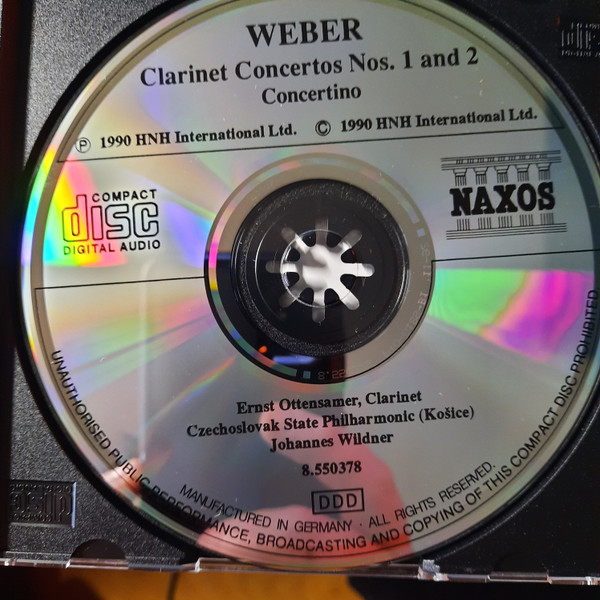 WEBER
Clarinet Concertos Nos. 1 and 2
Concertino
℗ 1990 HNH International Ltd. © 1990 HNH International Ltd.
COMPACT
disc
DIGITAL AUDIO
NAXOS
Ernst Ottensamer, Clarinet
Czechoslovak State Philharmonic (Košice)
Johannes Wildner
8.550378
DDD
MANUFACTURED IN GERMANY · ALL RIGHTS RESERVED.
UNAUTHORISED PUBLIC PERFORMANCE, BROADCASTING AND COPYING OF THIS COMPACT DISC PROHIBITED